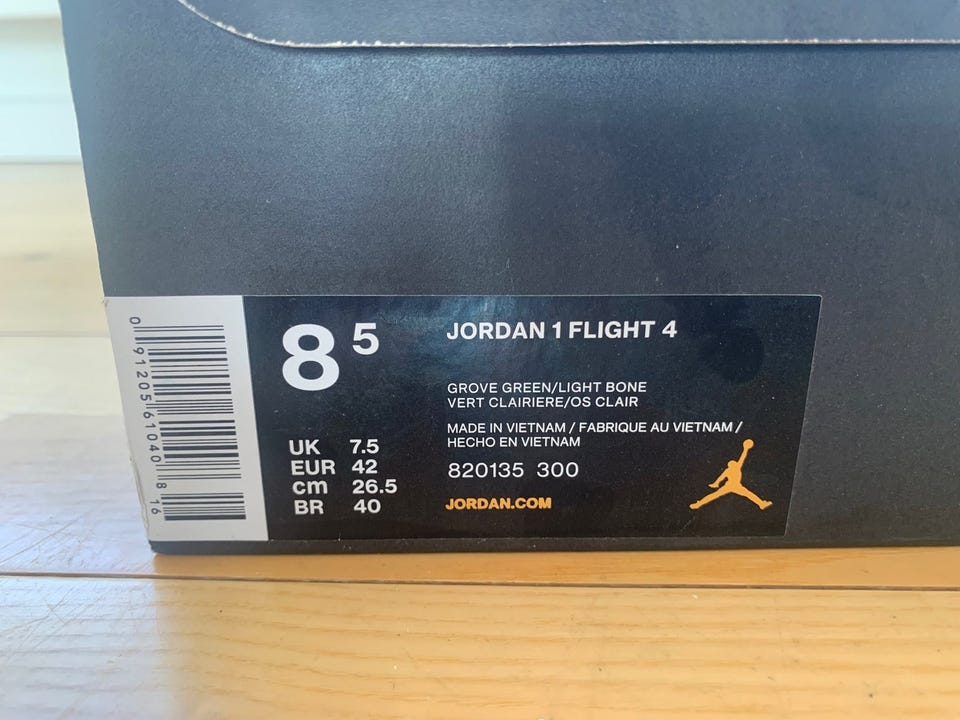 0 91205 61040 8 16
8 5
UK 7.5
EUR 42
cm 26.5
BR 40
JORDAN 1 FLIGHT 4
GROVE GREEN/LIGHT BONE
VERT CLAIRIERE/OS CLAIR
MADE IN VIETNAM / FABRIQUE AU VIETNAM /
HECHO EN VIETNAM
820135 300
JORDAN.COM